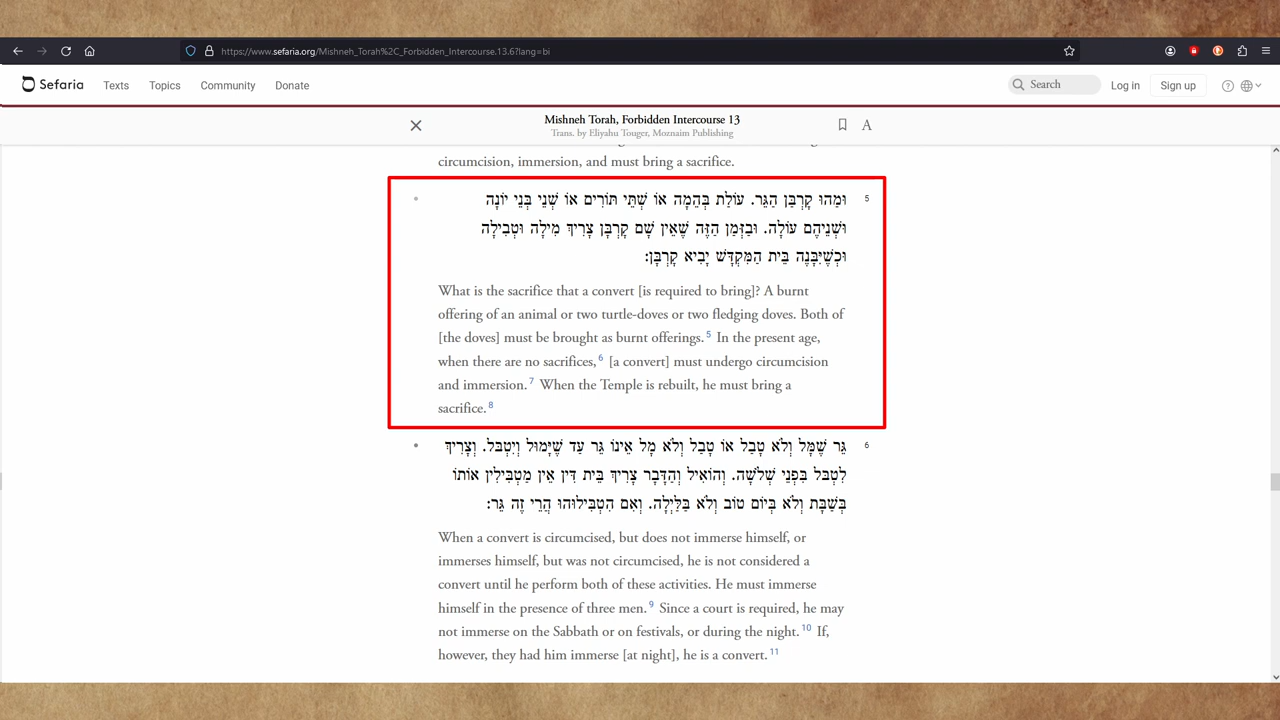 https://www.sefaria.org/Mishneh_Torah%2C_Forbidden_Intercourse.13.6?lang=bi
Sefaria Texts Topics Community Donate Search Log in Sign up
Mishneh Torah, Forbidden Intercourse 13
Trans. by Eliyahu Touger, Moznaim Publishing
A
circumcision, immersion, and must bring a sacrifice.
5
וּמַהוּ קָרְבַּן הַגֵּר. עוֹלַת בְּהֵמָה אוֹ שְׁתֵּי תּוֹרִים אוֹ שְׁנֵי בְּנֵי יוֹנָה
וּשְׁנֵיהֶם עוֹלָה. וּבַזְּמַן הַזֶּה שֶׁאֵין שָׁם קָרְבָּן צָרִיךְ מִילָה וּטְבִילָה
וּכְשֶׁיִּבָּנֶה בֵּית הַמִּקְדָּשׁ יָבִיא קָרְבָּן:
What is the sacrifice that a convert [is required to bring]? A burnt
offering of an animal or two turtle-doves or two fledging doves. Both of
[the doves] must be brought as burnt offerings. 5 In the present age,
when there are no sacrifices, 6 [a convert] must undergo circumcision
and immersion. 7 When the Temple is rebuilt, he must bring a
sacrifice. 8
6
גֵּר שֶׁמָּל וְלֹא טָבַל אוֹ טָבַל וְלֹא מָל אֵינוֹ גֵּר עַד שֶׁיָּמוּל וְיִטְבֹּל. וְצָרִיךְ
לִטְבֹּל בִּפְנֵי שְׁלֹשָׁה. וְהוֹאִיל וְהַדָּבָר צָרִיךְ בֵּית דִּין אֵין מַטְבִּילִין אוֹתוֹ
בְּשַׁבָּת וְלֹא בְּיוֹם טוֹב וְלֹא בַּלַּיְלָה. וְאִם הִטְבִּילוּהוּ הֲרֵי זֶה גֵּר:
When a convert is circumcised, but does not immerse himself, or
immerses himself, but was not circumcised, he is not considered a
convert until he perform both of these activities. He must immerse
himself in the presence of three men. 9 Since a court is required, he may
not immerse on the Sabbath or on festivals, or during the night. 10 If,
however, they had him immerse [at night], he is a convert. 11